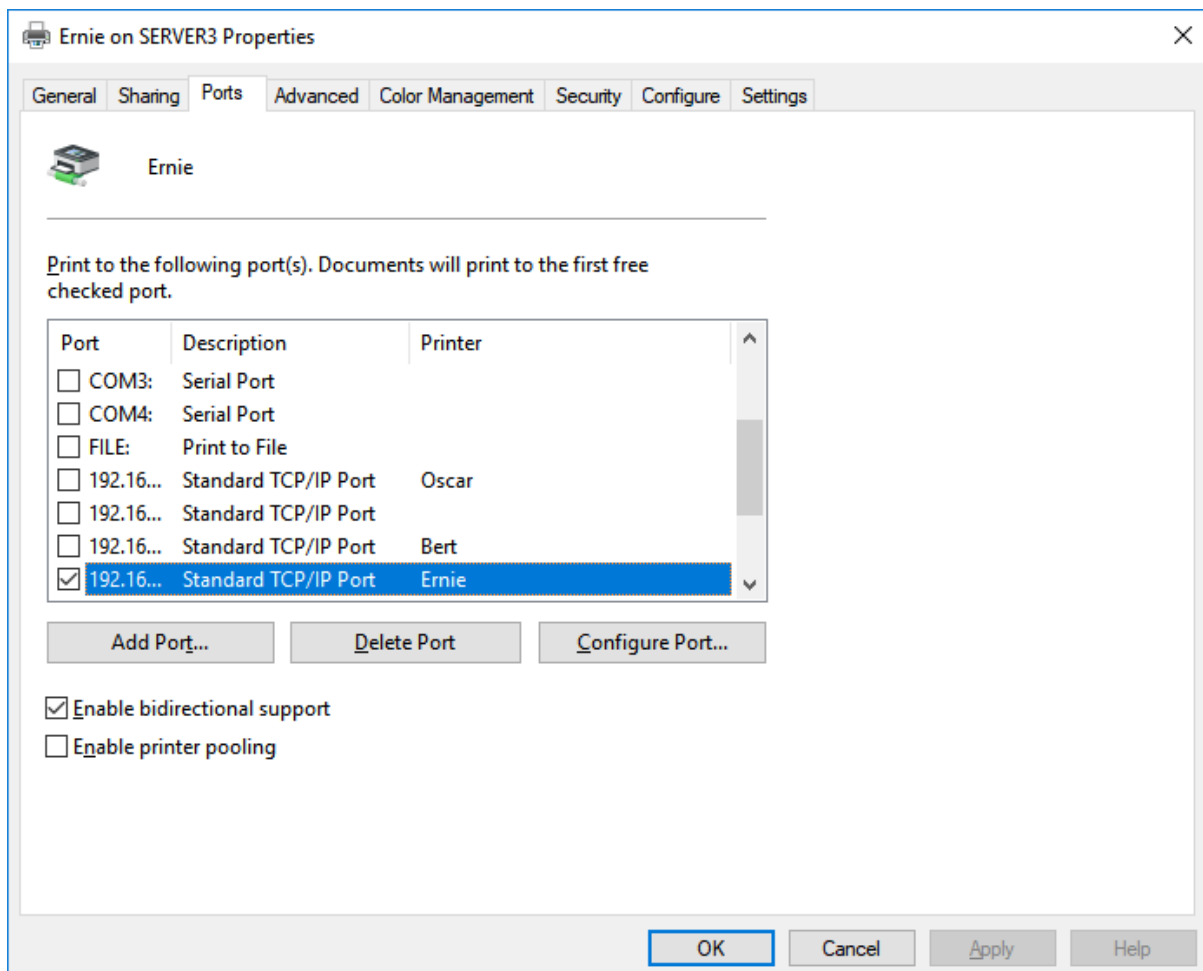 Ernie on SERVER3 Properties
General Sharing Ports Advanced Color Management Security Configure Settings
Ernie
Print to the following port(s). Documents will print to the first free
checked port.
Port Description Printer
COM3: Serial Port
COM4: Serial Port
FILE: Print to File
192.16... Standard TCP/IP Port Oscar
192.16... Standard TCP/IP Port
192.16... Standard TCP/IP Port Bert
192.16... Standard TCP/IP Port Ernie
Add Port... Delete Port Configure Port...
Enable bidirectional support
Enable printer pooling
OK Cancel Apply Help